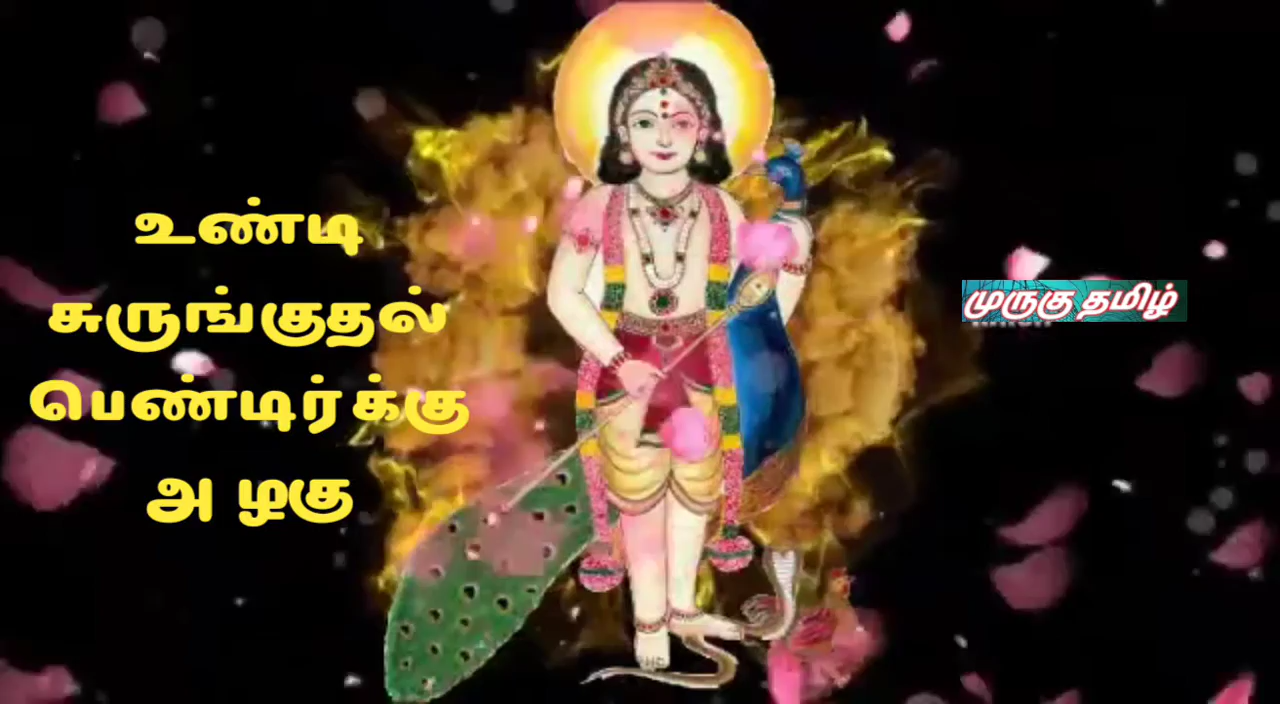 உண்டி
சுருங்குதல்
பெண்டிர்க்கு
அ ழகு
முருகு தமிழ்